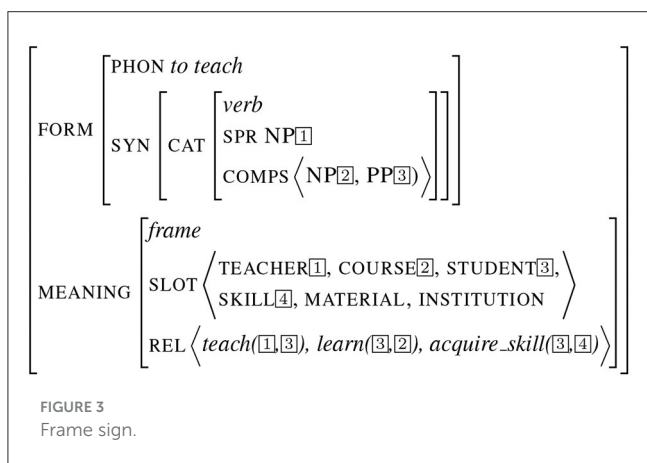 PHON to teach
FORM
SYN
CAT
verb
SPR NP1
COMPS ⟨NP2, PP3)⟩
MEANING
frame
SLOT ⟨TEACHER1, COURSE2, STUDENT3,
SKILL4, MATERIAL, INSTITUTION⟩
REL ⟨teach(1,3), learn(3,2), acquire_skill(3,4)⟩
FIGURE 3
Frame sign.